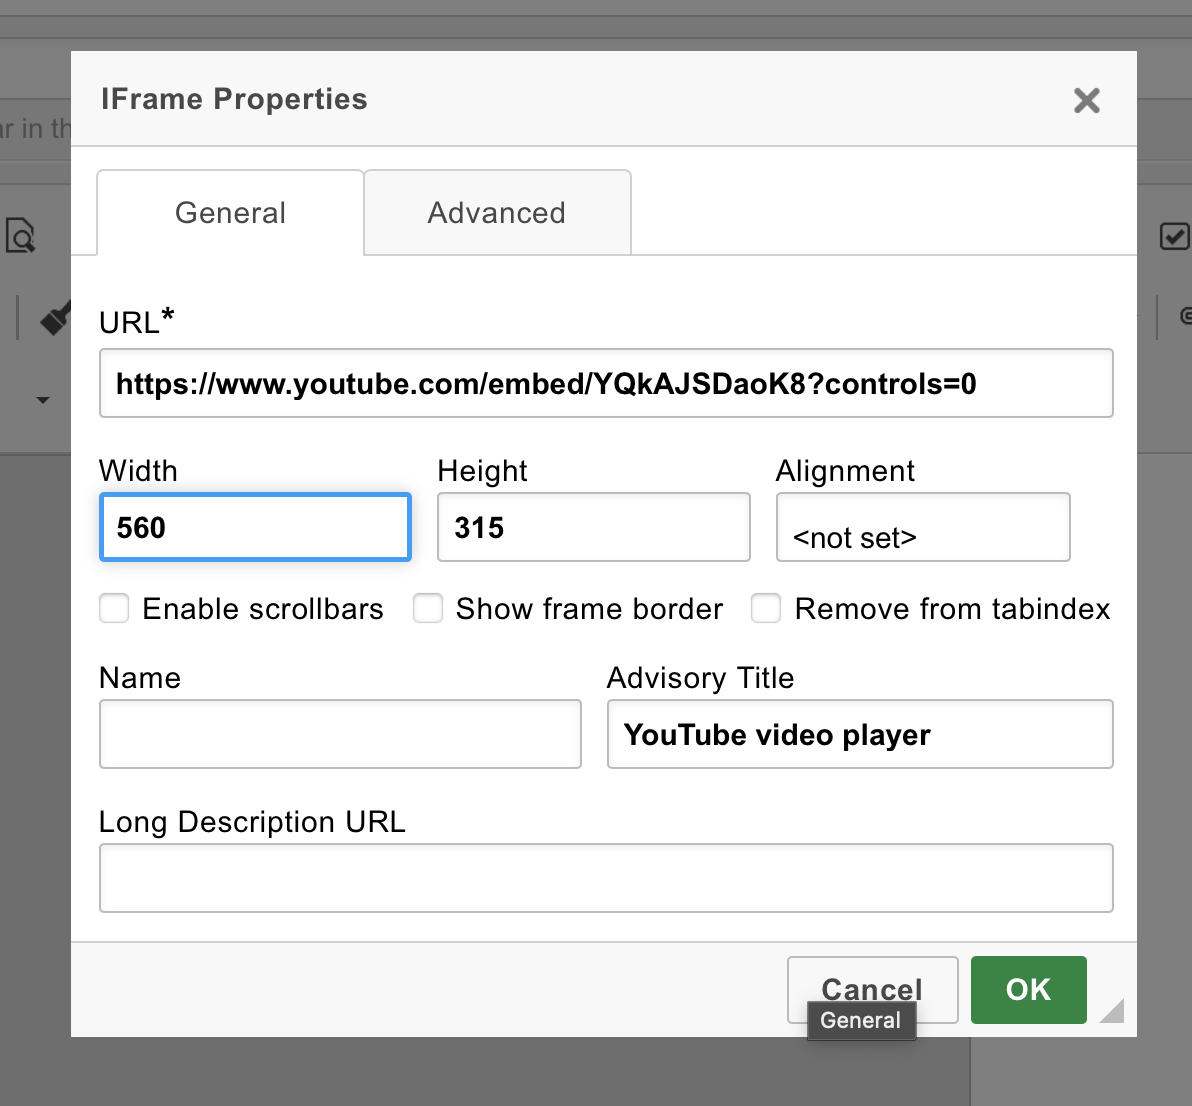 IFrame Properties
ar in th
General
Advanced
URL*
https://www.youtube.com/embed/YQkAJSDaoK8?controls=0
Width
Height
Alignment
560
315
<not set>
Enable scrollbars
Show frame border
Remove from tabindex
Name
Advisory Title
YouTube video player
Long Description URL
Cancel
OK
General